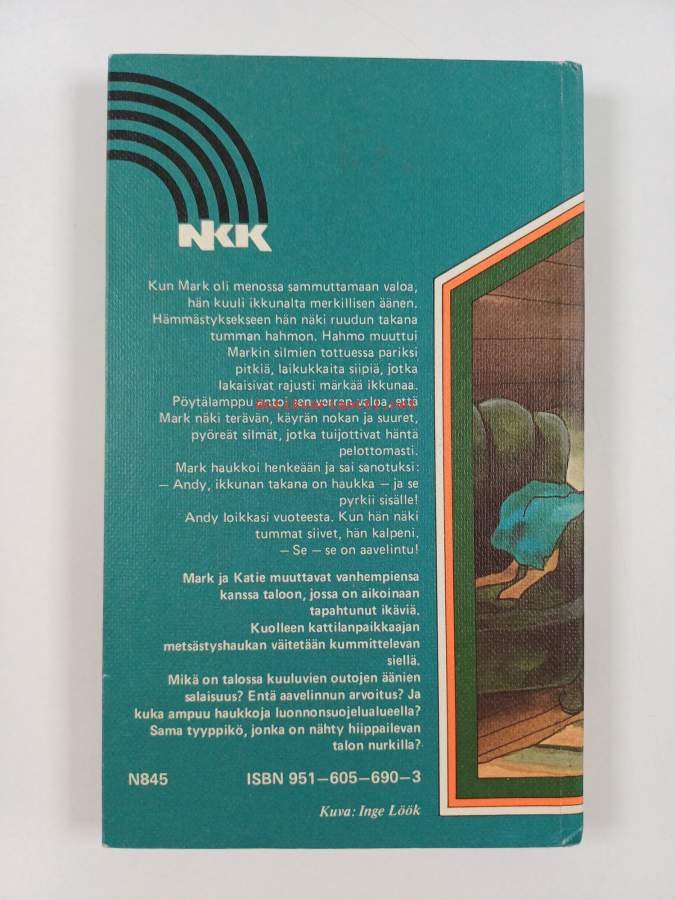 NKK
Kun Mark oli menossa sammuttamaan valoa,
hän kuuli ikkunalta merkillisen äänen.
Hämmästyksekseen hän näki ruudun takana
tumman hahmon. Hahmo muuttui
Markin silmien tottuessa pariksi
pitkiä, laikukkaita siipiä, jotka
lakaisivat rajusti märkää ikkunaa.
Pöytälamppu antoi sen verran valoa, että
Mark näki terävän, käyrän nokan ja suuret,
pyöreät silmät, jotka tuijottivat häntä
pelottomasti.
Mark haukkoi henkeään ja sai sanotuksi:
— Andy, ikkunan takana on haukka — ja se
pyrkii sisälle!
Andy loikkasi vuoteesta. Kun hän näki
tummat siivet, hän kalpeni.
— Se — se on aavelintu!
Mark ja Katie muuttavat vanhempiensa
kanssa taloon, jossa on aikoinaan
tapahtunut ikäviä.
Kuolleen kattilanpaikkaajan
metsästyshaukan väitetään kummittelevan
siellä.
Mikä on talossa kuuluvien outojen äänien
salaisuus? Entä aavelinnun arvoitus? Ja
kuka ampuu haukkoja luonnonsuojelualueella?
Sama tyyppikö, jonka on nähty hiippailevan
talon nurkilla?
N845 ISBN 951—605—690—3
Kuva: Inge Löök